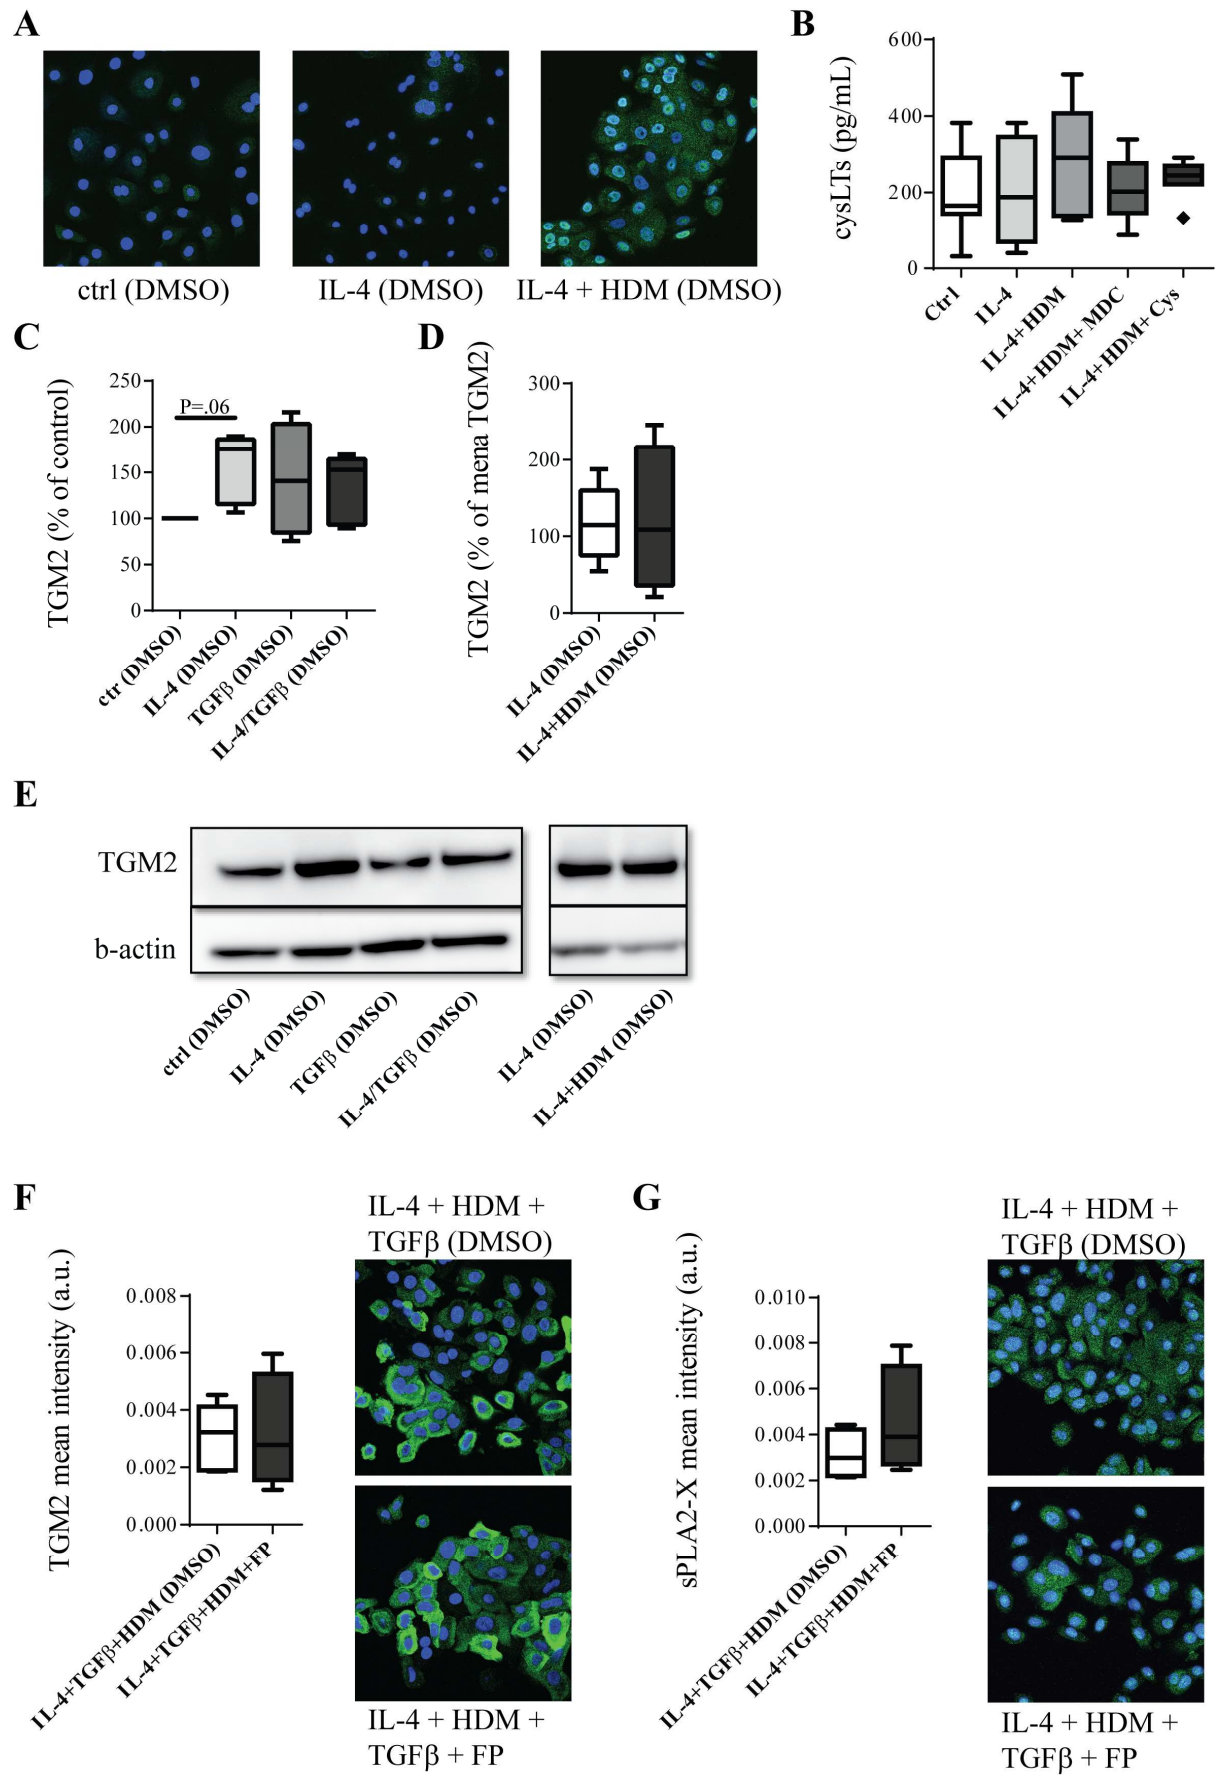 A
ctrl (DMSO)
IL-4 (DMSO)
IL-4 + HDM (DMSO)
B
cysLTs (pg/mL)
600
400
200
0
Ctrl
IL-4
IL-4+HDM
IL-4+HDM+MDC
IL-4+HDM+Cys
C
TGM2 (% of control)
250
200
150
100
50
0
P=.06
ctr (DMSO)
IL-4 (DMSO)
TGFβ (DMSO)
IL-4/TGFβ (DMSO)
D
TGM2 (% of mena TGM2)
300
200
100
0
IL-4 (DMSO)
IL-4+HDM (DMSO)
E
TGM2
b-actin
ctrl (DMSO)
IL-4 (DMSO)
TGFβ (DMSO)
IL-4/TGFβ (DMSO)
IL-4 (DMSO)
IL-4+HDM (DMSO)
F
TGM2 mean intensity (a.u.)
0.008
0.006
0.004
0.002
0.000
IL-4+TGFβ+HDM (DMSO)
IL-4+TGFβ+HDM+FP
IL-4 + HDM +
TGFβ (DMSO)
IL-4 + HDM +
TGFβ + FP
G
sPLA2-X mean intensity (a.u.)
0.010
0.008
0.006
0.004
0.002
0.000
IL-4+TGFβ+HDM (DMSO)
IL-4+TGFβ+HDM+FP
IL-4 + HDM +
TGFβ (DMSO)
IL-4 + HDM +
TGFβ + FP